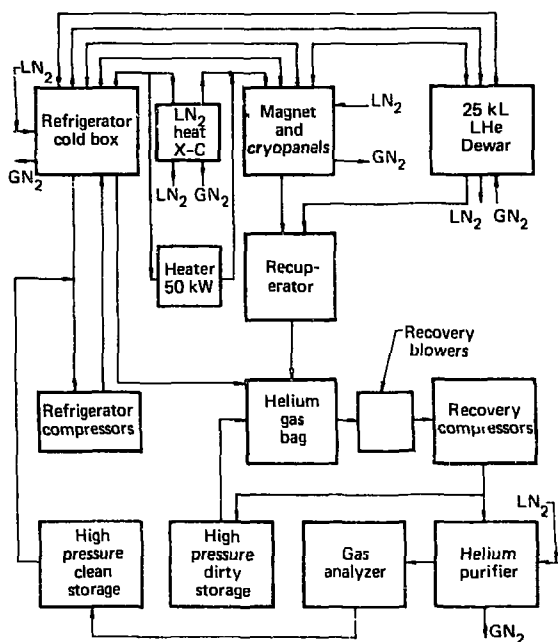 LN2
Refrigerator
cold box
GN2
LN2
heat
X-C
LN2
GN2
Magnet
and
cryopanels
LN2
GN2
25 kL
LHe
Dewar
LN2
GN2
Heater
50 kW
Recup-
erator
Recovery
blowers
Refrigerator
compressors
Helium
gas
bag
Recovery
compressors
LN2
High
pressure
clean
storage
High
pressure
dirty
storage
Gas
analyzer
Helium
purifier
GN2